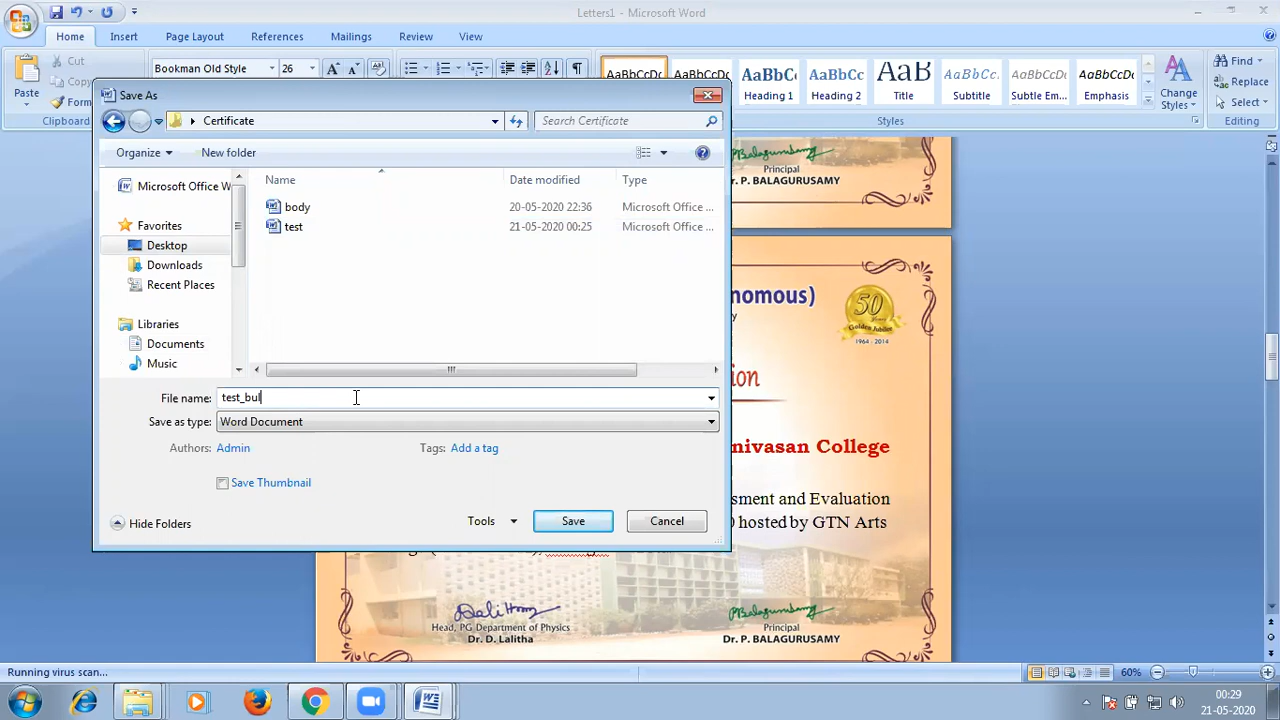 Letters1 - Microsoft Word
Home Insert Page Layout References Mailings Review View
Paste
Cut
Copy
Form
Clipboard
Bookman Old Style 26
AaBbCcDc AaBbCcDc AaBbCc AaBbCc AaB AaBbCc. AaBbCcDc AaBbCcDc
Heading 1 Heading 2 Title Subtitle Subtle Em... Emphasis
Change Styles
Styles
Find
Replace
Select
Editing
Save As
Certificate
Search Certificate
Organize New folder
Name Date modified Type
body 20-05-2020 22:36 Microsoft Office ...
test 21-05-2020 00:25 Microsoft Office ...
Microsoft Office W
Favorites
Desktop
Downloads
Recent Places
Libraries
Documents
Music
File name: test_bul
Save as type: Word Document
Authors: Admin Tags: Add a tag
Save Thumbnail
Hide Folders Tools Save Cancel
PBalagurusamy
Principal
r. P. BALAGURUSAMY
nomous)
50
Years
Golden Jubilee
1964 - 2014
ion
nivasan College
sment and Evaluation
0 hosted by GTN Arts
Head, PG Department of Physics
Dr. D. Lalitha
PBalagurusamy
Principal
Dr. P. BALAGURUSAMY
Running virus scan...
60%
00:29
21-05-2020